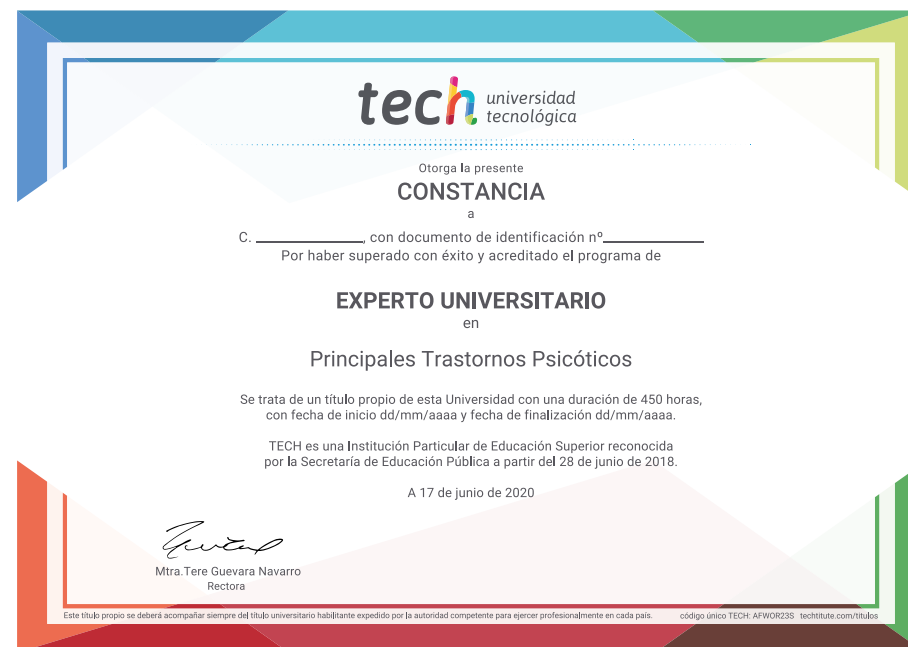 tech universidad
tecnológica
Otorga la presente
CONSTANCIA
a
C. ____________, con documento de identificación nº____________
Por haber superado con éxito y acreditado el programa de
EXPERTO UNIVERSITARIO
en
Principales Trastornos Psicóticos
Se trata de un título propio de esta Universidad con una duración de 450 horas,
con fecha de inicio dd/mm/aaaa y fecha de finalización dd/mm/aaaa.
TECH es una Institución Particular de Educación Superior reconocida
por la Secretaría de Educación Pública a partir del 28 de junio de 2018.
A 17 de junio de 2020
Mtra.Tere Guevara Navarro
Rectora
Este título propio se deberá acompañar siempre del título universitario habilitante expedido por la autoridad competente para ejercer profesionalmente en cada país. código único TECH: AFWOR23S techtitute.com/titulos